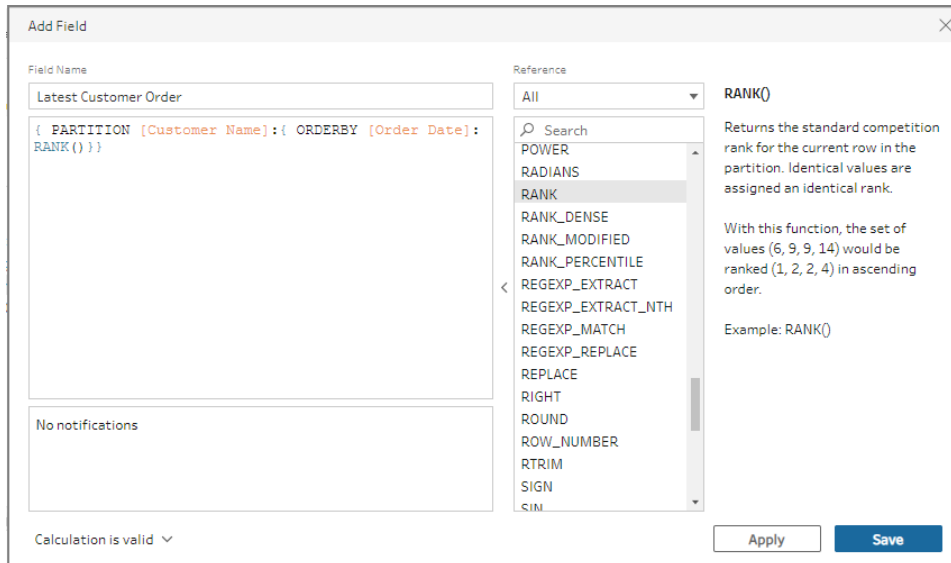 Add Field
Field Name
Latest Customer Order
{ PARTITION [Customer Name]:{ ORDERBY [Order Date]:
RANK()}}
No notifications
Calculation is valid
Reference
All
Search
POWER
RADIANS
RANK
RANK_DENSE
RANK_MODIFIED
RANK_PERCENTILE
REGEXP_EXTRACT
REGEXP_EXTRACT_NTH
REGEXP_MATCH
REGEXP_REPLACE
REPLACE
RIGHT
ROUND
ROW_NUMBER
RTRIM
SIGN
SIN
RANK()
Returns the standard competition
rank for the current row in the
partition. Identical values are
assigned an identical rank.
With this function, the set of
values (6, 9, 9, 14) would be
ranked (1, 2, 2, 4) in ascending
order.
Example: RANK()
Apply
Save